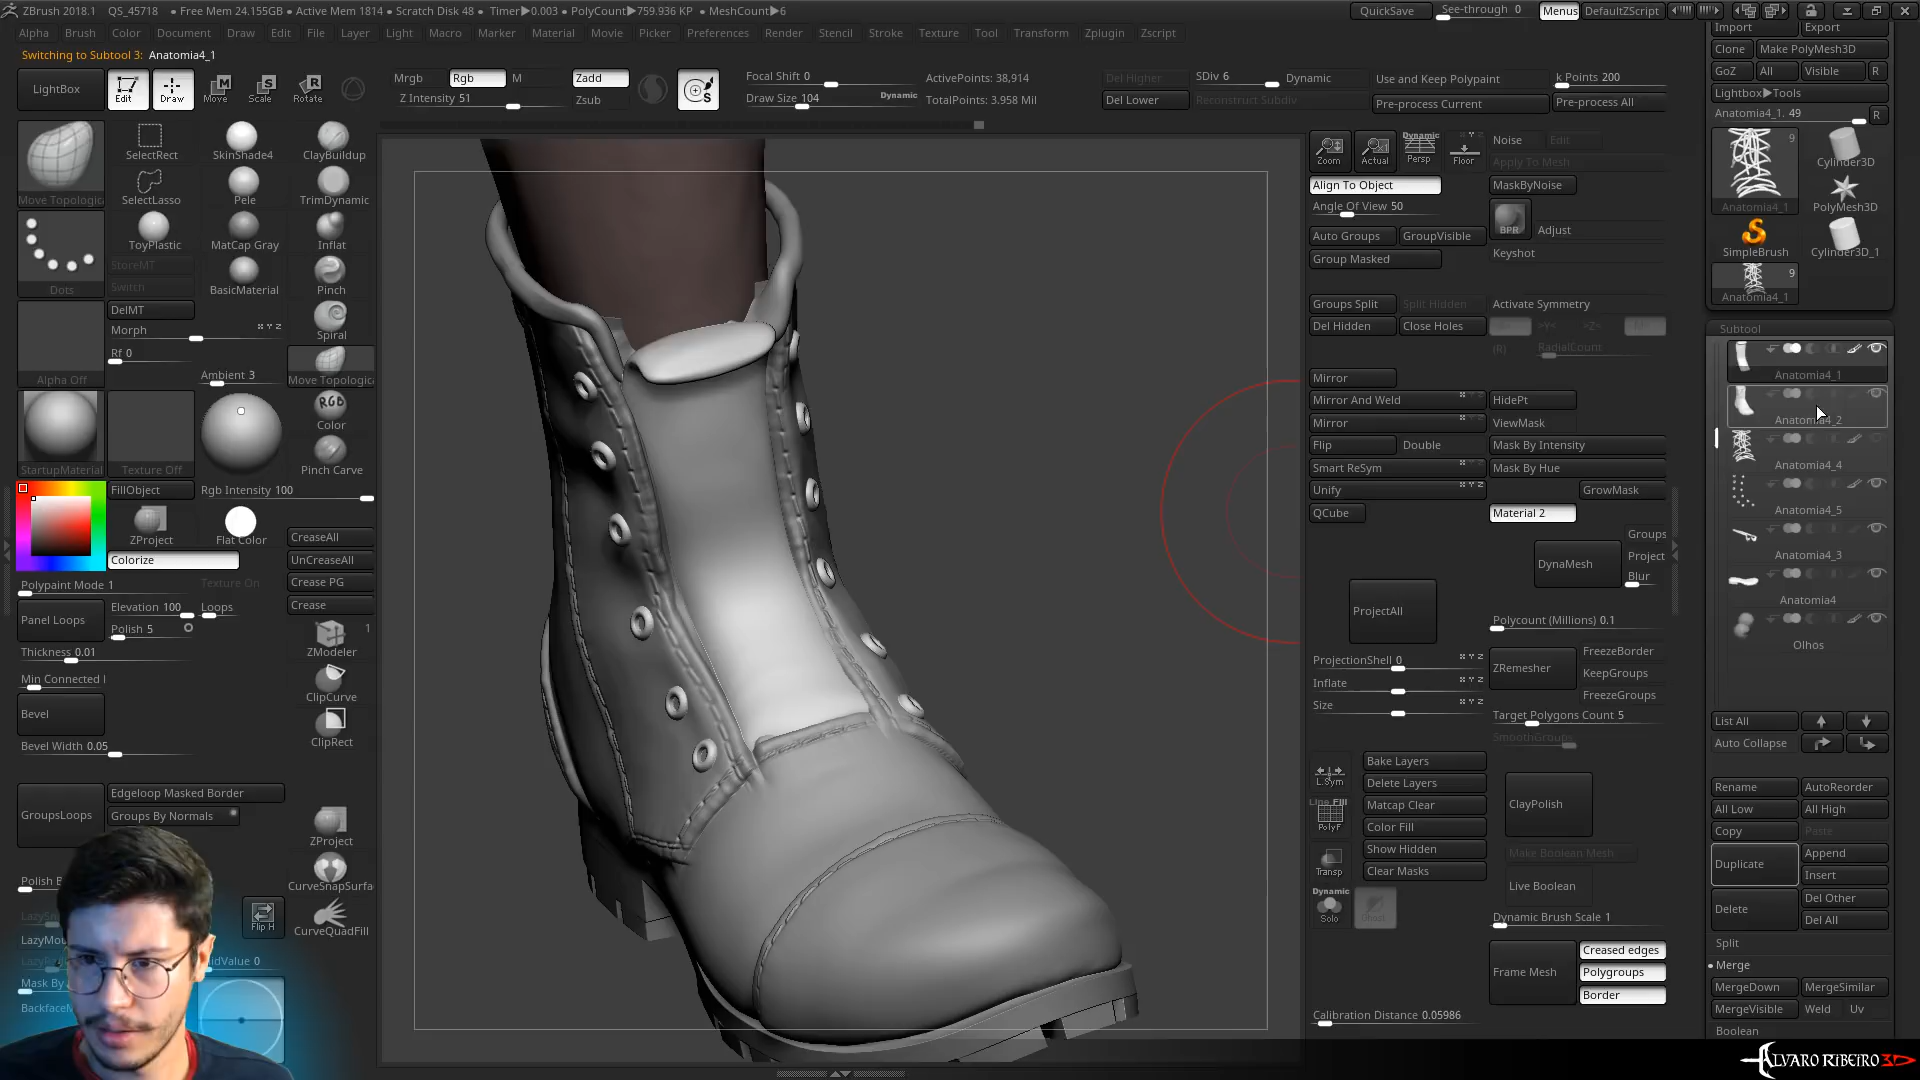 ZBrush 2018.1 QS_45718 • Free Mem 24.155GB • Active Mem 1814 • Scratch Disk 48 • Timer▶0.003 • PolyCount▶759.936 KP • MeshCount▶6 QuickSave See-through 0 Menus DefaultZScript
Alpha Brush Color Document Draw Edit File Layer Light Macro Marker Material Movie Picker Preferences Render Stencil Stroke Texture Tool Transform Zplugin Zscript
Switching to Subtool 3: Anatomia4_1
LightBox
Edit Draw Move Scale Rotate
Mrgb Rgb M
Z Intensity 51
Zadd
Zsub
Focal Shift 0
Draw Size 104 Dynamic
ActivePoints: 38,914
TotalPoints: 3.958 Mil
Del Higher
Del Lower
SDiv 6 Dynamic
Reconstruct Subdiv
Use and Keep Polypaint
Pre-process Current
k Points 200
Pre-process All
Move Topologic
Dots
Alpha Off
StartupMaterial
Texture Off
SelectRect SkinShade4 ClayBuildup
SelectLasso Pele TrimDynamic
ToyPlastic MatCap Gray Inflat
StoreMT
Switch
BasicMaterial Pinch
DelMT
Morph
Spiral
Rf 0
Ambient 3
Move Topologic
RGB
Color
Pinch Curve
FillObject
Rgb Intensity 100
ZProject Flat Color
Colorize
CreaseAll
UnCreaseAll
Crease PG
Crease
Polypaint Mode 1
Texture On
Panel Loops
Elevation 100 Loops
Polish 5
Thickness 0.01
ZModeler 1
Min Connected
Bevel
Bevel Width 0.05
ClipCurve
ClipRect
GroupsLoops
Edgeloop Masked Border
Groups By Normals
ZProject
CurveSnapSurfa
CurveQuadFill
Flip H
Zoom Actual Dynamic Persp Floor
Align To Object
Angle Of View 50
Auto Groups GroupVisible
Group Masked
Groups Split Split Hidden
Del Hidden Close Holes
Mirror
Mirror And Weld
Mirror
Flip Double
Smart ReSym
Unify
QCube
ProjectAll
ProjectionShell 0
Inflate
Size
L.Sym
Line Fill
PolyF
Transp
Dynamic
Solo
Ghost
Bake Layers
Delete Layers
Matcap Clear
Color Fill
Show Hidden
Clear Masks
Calibration Distance 0.05986
Noise Edit
Apply To Mesh
MaskByNoise
BPR Adjust
Keyshot
Activate Symmetry
>Y< >Z<
(R) RadialCount
HidePt
ViewMask
Mask By Intensity
Mask By Hue
GrowMask
Material 2
DynaMesh
Groups
Project
Blur
Polycount (Millions) 0.1
ZRemesher
FreezeBorder
KeepGroups
FreezeGroups
Target Polygons Count 5
SmoothGroups
ClayPolish
Make Boolean Mesh
Live Boolean
Dynamic Brush Scale 1
Frame Mesh
Creased edges
Polygroups
Border
Import Export
Clone Make PolyMesh3D
GoZ All Visible R
Lightbox▶Tools
Anatomia4_1. 49 R
9
Anatomia4_1
Cylinder3D
PolyMesh3D
SimpleBrush
Cylinder3D_1
9
Anatomia4_1
Subtool
Anatomia4_1
Anatomia4_2
Anatomia4_4
Anatomia4_5
Anatomia4_3
Anatomia4
Olhos
List All
Auto Collapse
Rename AutoReorder
All Low All High
Copy Paste
Duplicate Append
Insert
Delete Del Other
Del All
Split
• Merge
MergeDown MergeSimilar
MergeVisible Weld Uv
Boolean
ALVARO RIBEIRO 3D